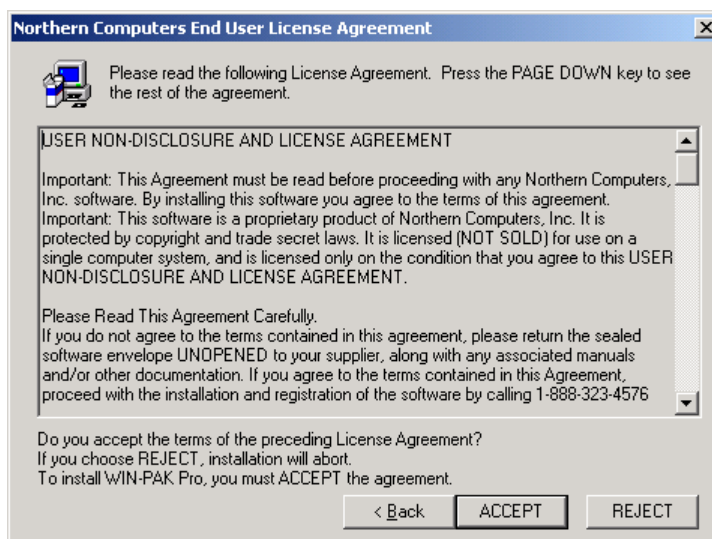 Northern Computers End User License Agreement
Please read the following License Agreement. Press the PAGE DOWN key to see
the rest of the agreement.
USER NON-DISCLOSURE AND LICENSE AGREEMENT
Important: This Agreement must be read before proceeding with any Northern Computers,
Inc. software. By installing this software you agree to the terms of this agreement.
Important: This software is a proprietary product of Northern Computers, Inc. It is
protected by copyright and trade secret laws. It is licensed (NOT SOLD) for use on a
single computer system, and is licensed only on the condition that you agree to this USER
NON-DISCLOSURE AND LICENSE AGREEMENT.
Please Read This Agreement Carefully.
If you do not agree to the terms contained in this agreement, please return the sealed
software envelope UNOPENED to your supplier, along with any associated manuals
and/or other documentation. If you agree to the terms contained in this Agreement,
proceed with the installation and registration of the software by calling 1-888-323-4576
Do you accept the terms of the preceding License Agreement?
If you choose REJECT, installation will abort.
To install WIN-PAK Pro, you must ACCEPT the agreement.
< Back ACCEPT REJECT